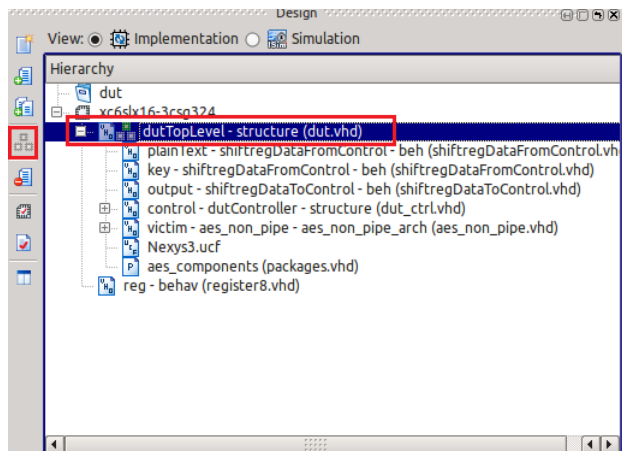 Design
View: Implementation Simulation
Hierarchy
dut
xc6slx16-3csg324
dutTopLevel - structure (dut.vhd)
plainText - shiftregDataFromControl - beh (shiftregDataFromControl.vh
key - shiftregDataFromControl - beh (shiftregDataFromControl.vhd)
output - shiftregDataToControl - beh (shiftregDataToControl.vhd)
control - dutController - structure (dut_ctrl.vhd)
victim - aes_non_pipe - aes_non_pipe_arch (aes_non_pipe.vhd)
Nexys3.ucf
aes_components (packages.vhd)
reg - behav (register8.vhd)